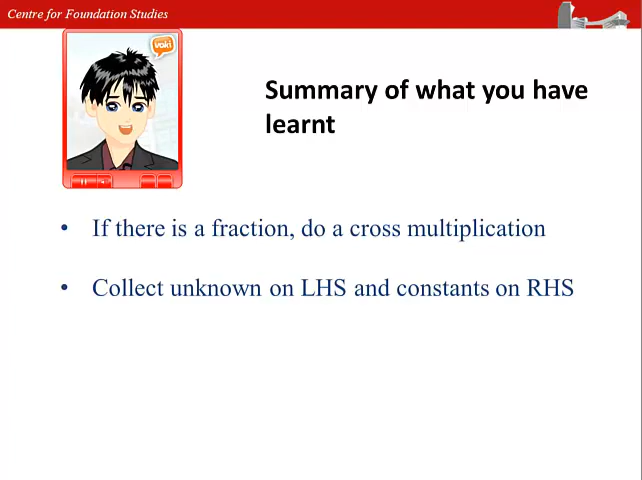 Centre for Foundation Studies
voki
Summary of what you have
learnt
• If there is a fraction, do a cross multiplication
• Collect unknown on LHS and constants on RHS